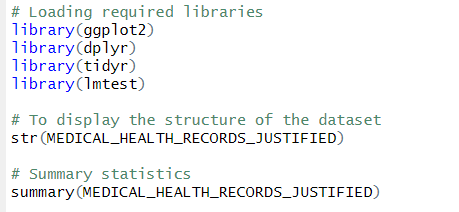 # Loading required libraries
library(ggplot2)
library(dplyr)
library(tidyr)
library(lmtest)
# To display the structure of the dataset
str(MEDICAL_HEALTH_RECORDS_JUSTIFIED)
# Summary statistics
summary(MEDICAL_HEALTH_RECORDS_JUSTIFIED)